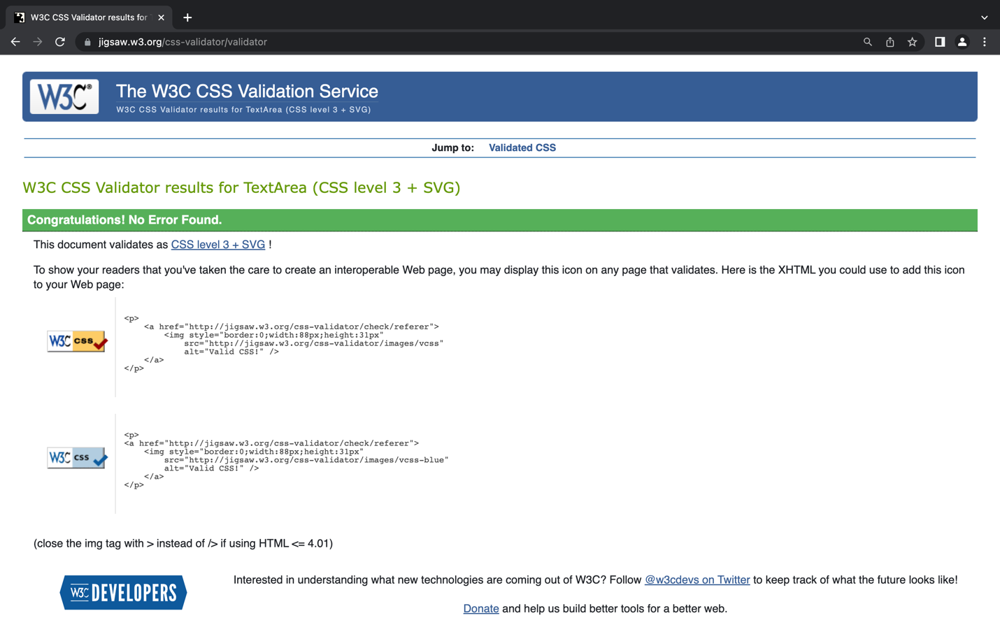 W3C CSS Validator results for
jigsaw.w3.org/css-validator/validator
W3C®
The W3C CSS Validation Service
W3C CSS Validator results for TextArea (CSS level 3 + SVG)
Jump to: Validated CSS
W3C CSS Validator results for TextArea (CSS level 3 + SVG)
Congratulations! No Error Found.
This document validates as CSS level 3 + SVG !
To show your readers that you've taken the care to create an interoperable Web page, you may display this icon on any page that validates. Here is the XHTML you could use to add this icon
to your Web page:
W3C css
<p>
<a href="http://jigsaw.w3.org/css-validator/check/referer">
<img style="border:0;width:88px;height:31px"
src="http://jigsaw.w3.org/css-validator/images/vcss"
alt="Valid CSS!" />
</a>
</p>
W3C css
<p>
<a href="http://jigsaw.w3.org/css-validator/check/referer">
<img style="border:0;width:88px;height:31px"
src="http://jigsaw.w3.org/css-validator/images/vcss-blue"
alt="Valid CSS!" />
</a>
</p>
(close the img tag with > instead of /> if using HTML <= 4.01)
W3C DEVELOPERS
Interested in understanding what new technologies are coming out of W3C? Follow @w3cdevs on Twitter to keep track of what the future looks like!
Donate and help us build better tools for a better web.